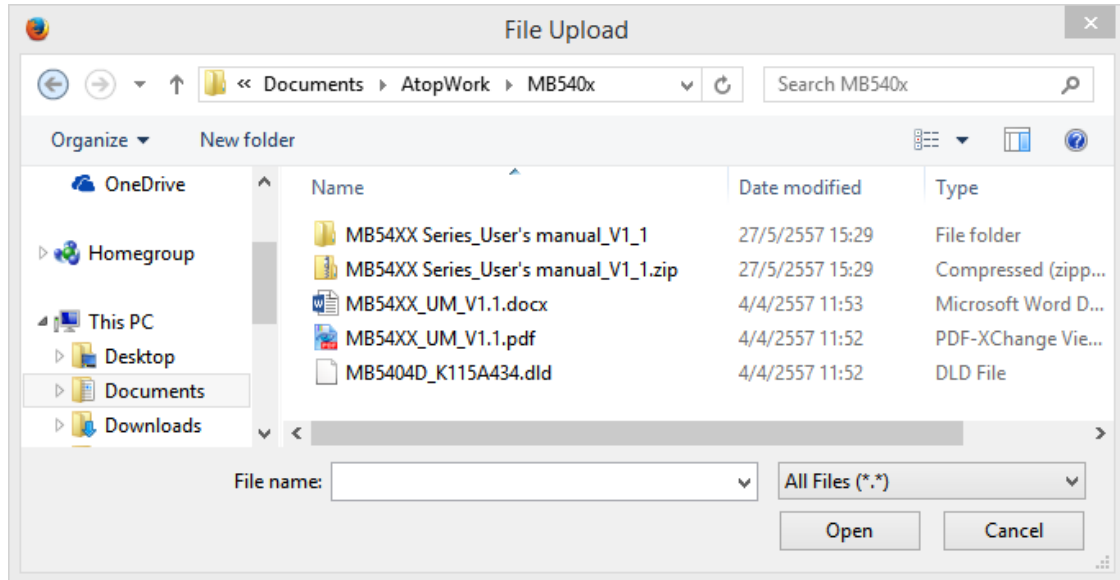 File Upload
« Documents AtopWork MB540x Search MB540x
Organize New folder
OneDrive
Homegroup
This PC
Desktop
Documents
Downloads
Name Date modified Type
MB54XX Series_User's manual_V1_1 27/5/2557 15:29 File folder
MB54XX Series_User's manual_V1_1.zip 27/5/2557 15:29 Compressed (zipp...
MB54XX_UM_V1.1.docx 4/4/2557 11:53 Microsoft Word D...
MB54XX_UM_V1.1.pdf 4/4/2557 11:52 PDF-XChange Vie...
MB5404D_K115A434.dld 4/4/2557 11:52 DLD File
File name: All Files (*.*)
Open Cancel